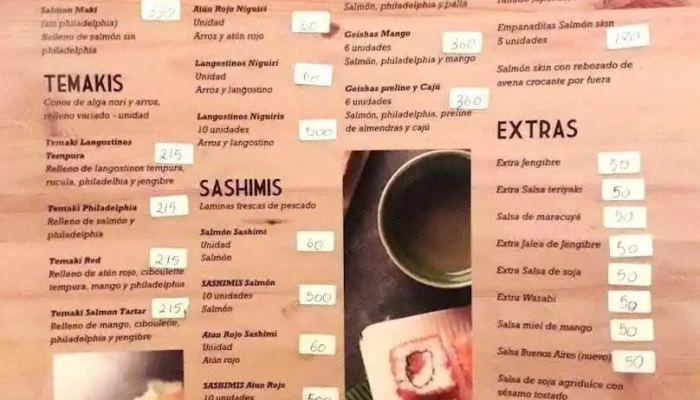 Salmon Maki 330
(sin philadelphia)
Relleno de salmón sin
philadelphia
TEMAKIS
Conos de alga nori y arroz,
relleno variado - unidad
Temaki Langostinos
Tempura 215
Relleno de langostinos tempura,
rucula, philadelhia y jengibre
Temaki Philadelphia 215
Relleno de salmón y
philadelphia
Temaki Red 215
Relleno de atún rojo, ciboulette
tempura, mango y philadelphia
Temaki Salmon Tartar 215
Relleno de mango, ciboulette,
philadelphia y jengibre
Atún Rojo Niguiri
Unidad 60
Arroz y atún rojo
Langostinos Niguiri
Unidad 60
Arroz y langostino
Langostinos Niguiris
10 unidades 500
Arroz y langostino
SASHIMIS
Laminas frescas de pescado
Salmón Sashimi
Unidad 60
Salmón
SASHIMIS Salmón
10 unidades 500
Salmón
Atun Rojo Sashimi
Unidad 60
Atún rojo
SASHIMIS Atun Rojo
10 unidades 500
Salmón, philadelphia y palta
Geishas Mango
6 unidades 360
Salmón, philadelphia y mango
Geishas preline y Cajú
6 unidades 360
Salmón, philadelphia, preline
de almendras y cajú
Empanaditas Salmón skin
5 unidades 120
Salmón skin con rebozado de
avena crocante por fuera
EXTRAS
Extra Jengibre 50
Extra Salsa teriyaki 50
Salsa de maracuyá 50
Extra Jalea de Jengibre 50
Extra Salsa de soja 50
Extra Wasabi 50
Salsa miel de mango 50
Salsa Buenos Aires (nuevo) 50
Salsa de soja agridulce con
sésamo tostado